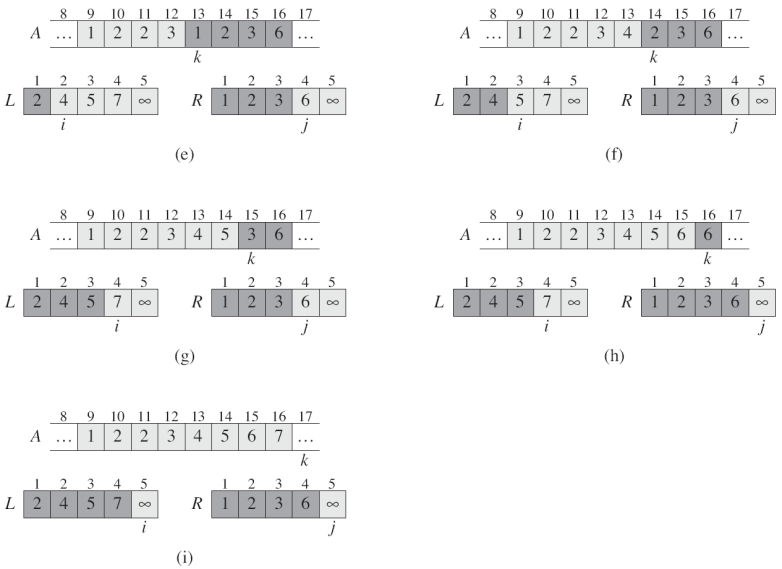 8 9 10 11 12 13 14 15 16 17
A … 1 2 2 3 1 2 3 6 …
k
1 2 3 4 5
L 2 4 5 7 ∞
i
1 2 3 4 5
R 1 2 3 6 ∞
j
(e)
8 9 10 11 12 13 14 15 16 17
A … 1 2 2 3 4 2 3 6 …
k
1 2 3 4 5
L 2 4 5 7 ∞
i
1 2 3 4 5
R 1 2 3 6 ∞
j
(f)
8 9 10 11 12 13 14 15 16 17
A … 1 2 2 3 4 5 3 6 …
k
1 2 3 4 5
L 2 4 5 7 ∞
i
1 2 3 4 5
R 1 2 3 6 ∞
j
(g)
8 9 10 11 12 13 14 15 16 17
A … 1 2 2 3 4 5 6 6 …
k
1 2 3 4 5
L 2 4 5 7 ∞
i
1 2 3 4 5
R 1 2 3 6 ∞
j
(h)
8 9 10 11 12 13 14 15 16 17
A … 1 2 2 3 4 5 6 7 …
k
1 2 3 4 5
L 2 4 5 7 ∞
i
1 2 3 4 5
R 1 2 3 6 ∞
j
(i)